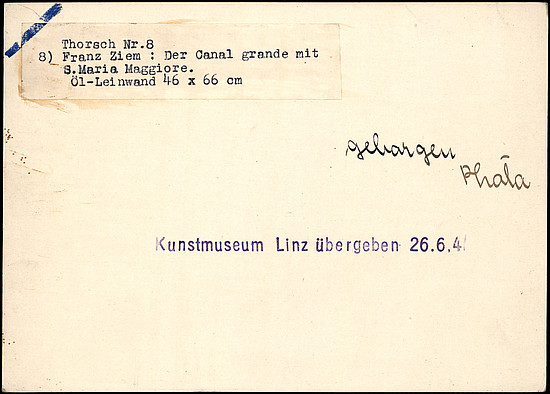 Thorsch Nr.8
8) Franz Ziem : Der Canal grande mit
S.Maria Maggiore.
Öl-Leinwand 46 x 66 cm
geborgen
Kunstmuseum Linz übergeben 26.6.4